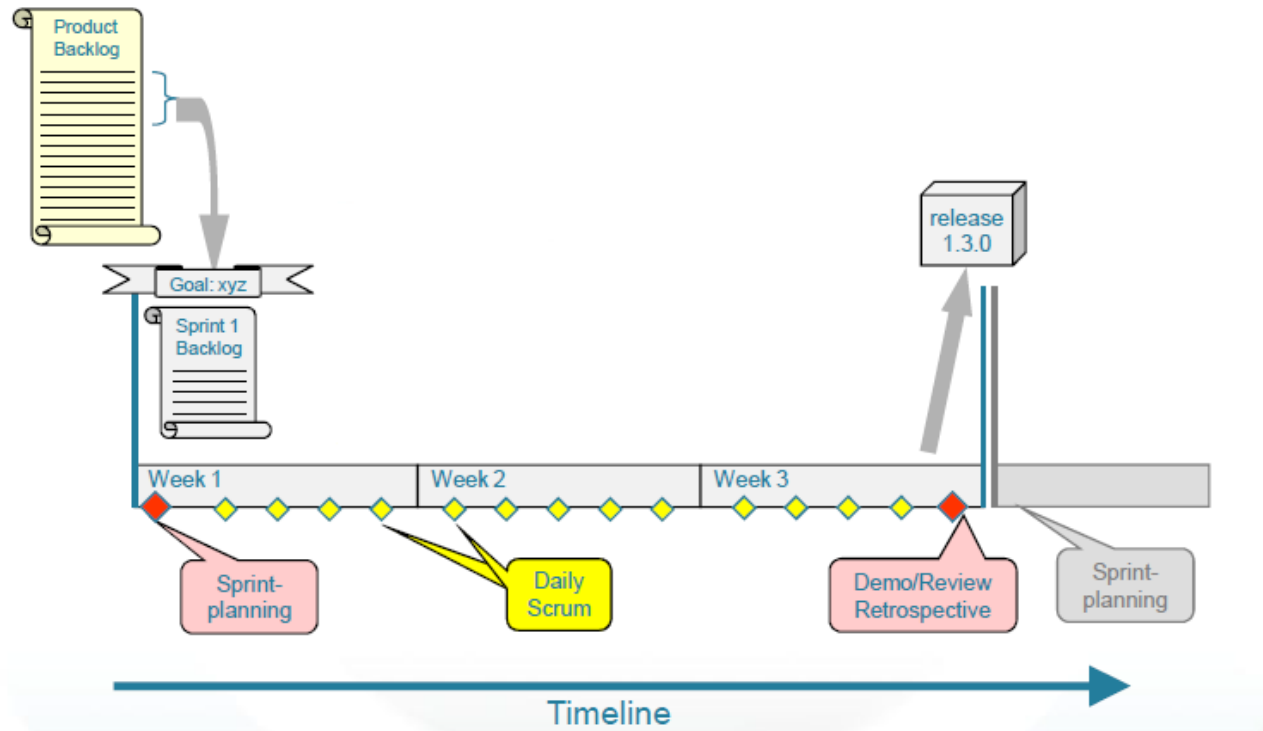 Product
Backlog
Goal: xyz
Sprint 1
Backlog
release
1.3.0
Week 1
Week 2
Week 3
Sprint-
planning
Daily
Scrum
Demo/Review
Retrospective
Sprint-
planning
Timeline